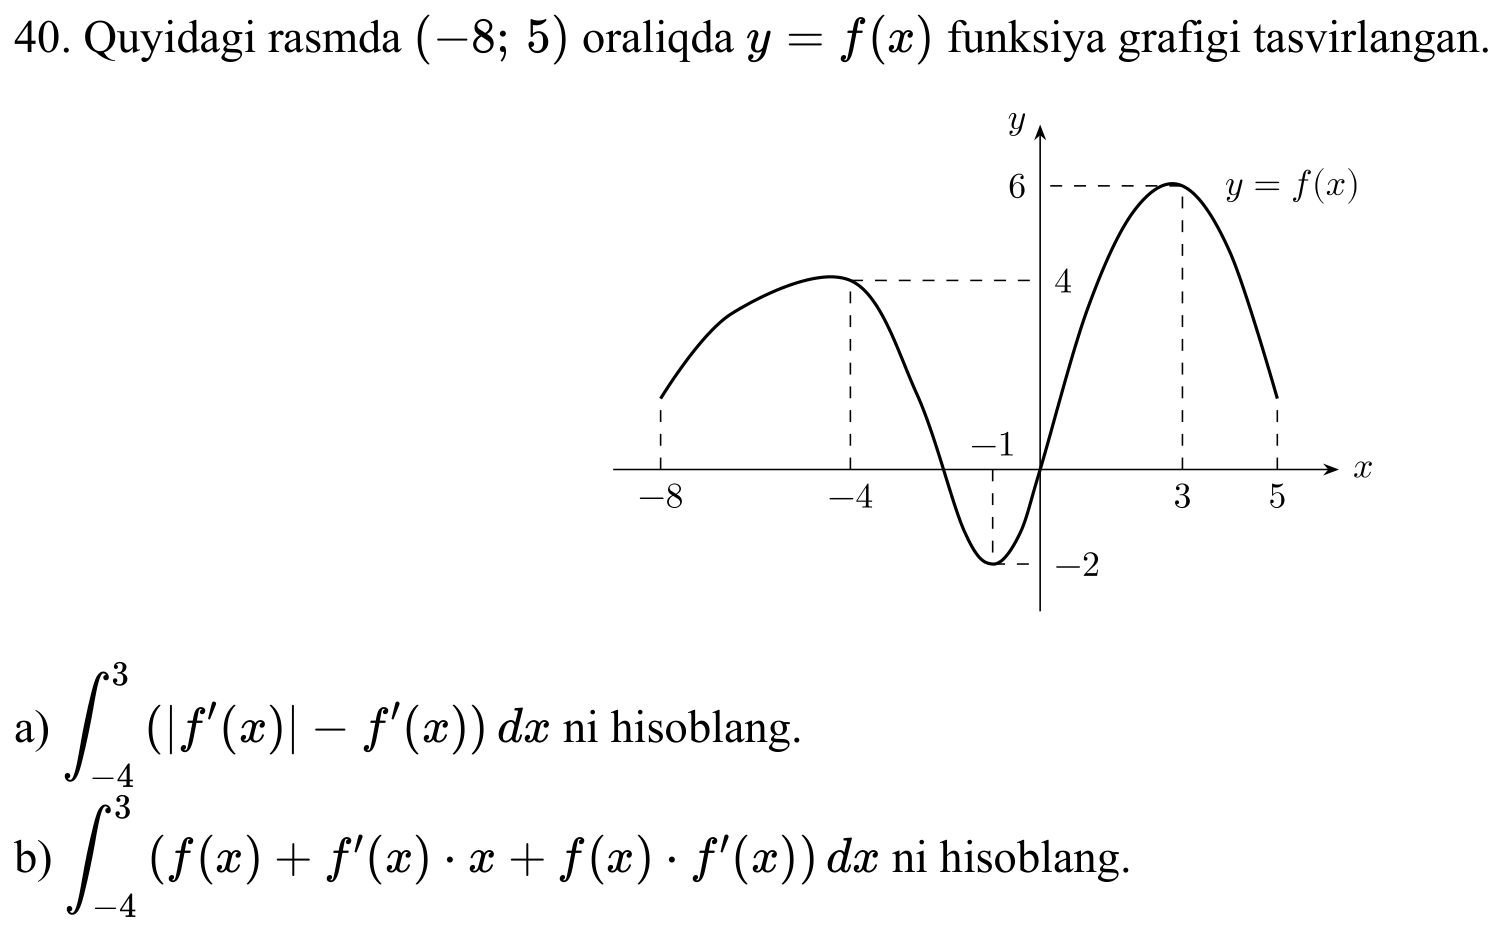 40. Quyidagi rasmda (−8; 5) oraliqda y = f(x) funksiya grafigi tasvirlangan.
y
6
y = f(x)
4
−1
x
−8
−4
3
5
−2
a) ∫_{−4}^{3} (|f′(x)| − f′(x)) dx ni hisoblang.
b) ∫_{−4}^{3} (f(x) + f′(x) · x + f(x) · f′(x)) dx ni hisoblang.